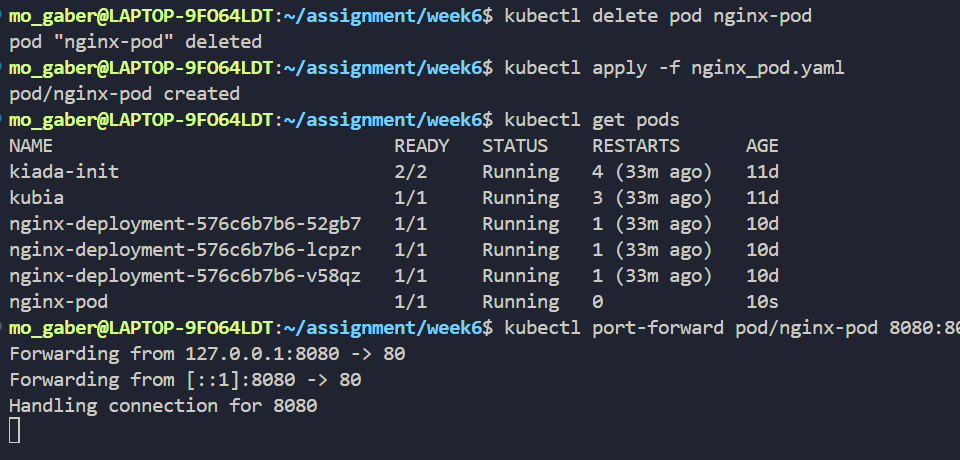 mo_gaber@LAPTOP-9FO64LDT:~/assignment/week6$ kubectl delete pod nginx-pod
pod "nginx-pod" deleted
mo_gaber@LAPTOP-9FO64LDT:~/assignment/week6$ kubectl apply -f nginx_pod.yaml
pod/nginx-pod created
mo_gaber@LAPTOP-9FO64LDT:~/assignment/week6$ kubectl get pods
NAME READY STATUS RESTARTS AGE
kiada-init 2/2 Running 4 (33m ago) 11d
kubia 1/1 Running 3 (33m ago) 11d
nginx-deployment-576c6b7b6-52gb7 1/1 Running 1 (33m ago) 10d
nginx-deployment-576c6b7b6-lcpzr 1/1 Running 1 (33m ago) 10d
nginx-deployment-576c6b7b6-v58qz 1/1 Running 1 (33m ago) 10d
nginx-pod 1/1 Running 0 10s
mo_gaber@LAPTOP-9FO64LDT:~/assignment/week6$ kubectl port-forward pod/nginx-pod 8080:80
Forwarding from 127.0.0.1:8080 -> 80
Forwarding from [::1]:8080 -> 80
Handling connection for 8080